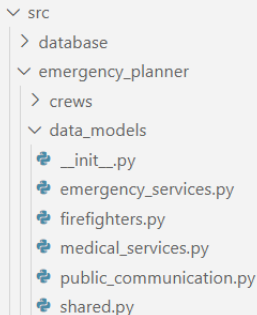 src
database
emergency_planner
crews
data_models
__init__.py
emergency_services.py
firefighters.py
medical_services.py
public_communication.py
shared.py